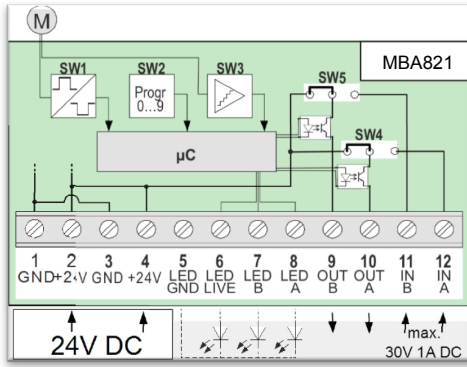 M
MBA821
SW1
SW2
SW3
Progr
0...9
SW5
SW4
µC
1 2 3 4 5 6 7 8 9 10 11 12
GND +24V GND +24V LED LED LED LED OUT OUT IN IN
GND LIVE B A B A B A
24V DC
max.
30V 1A DC